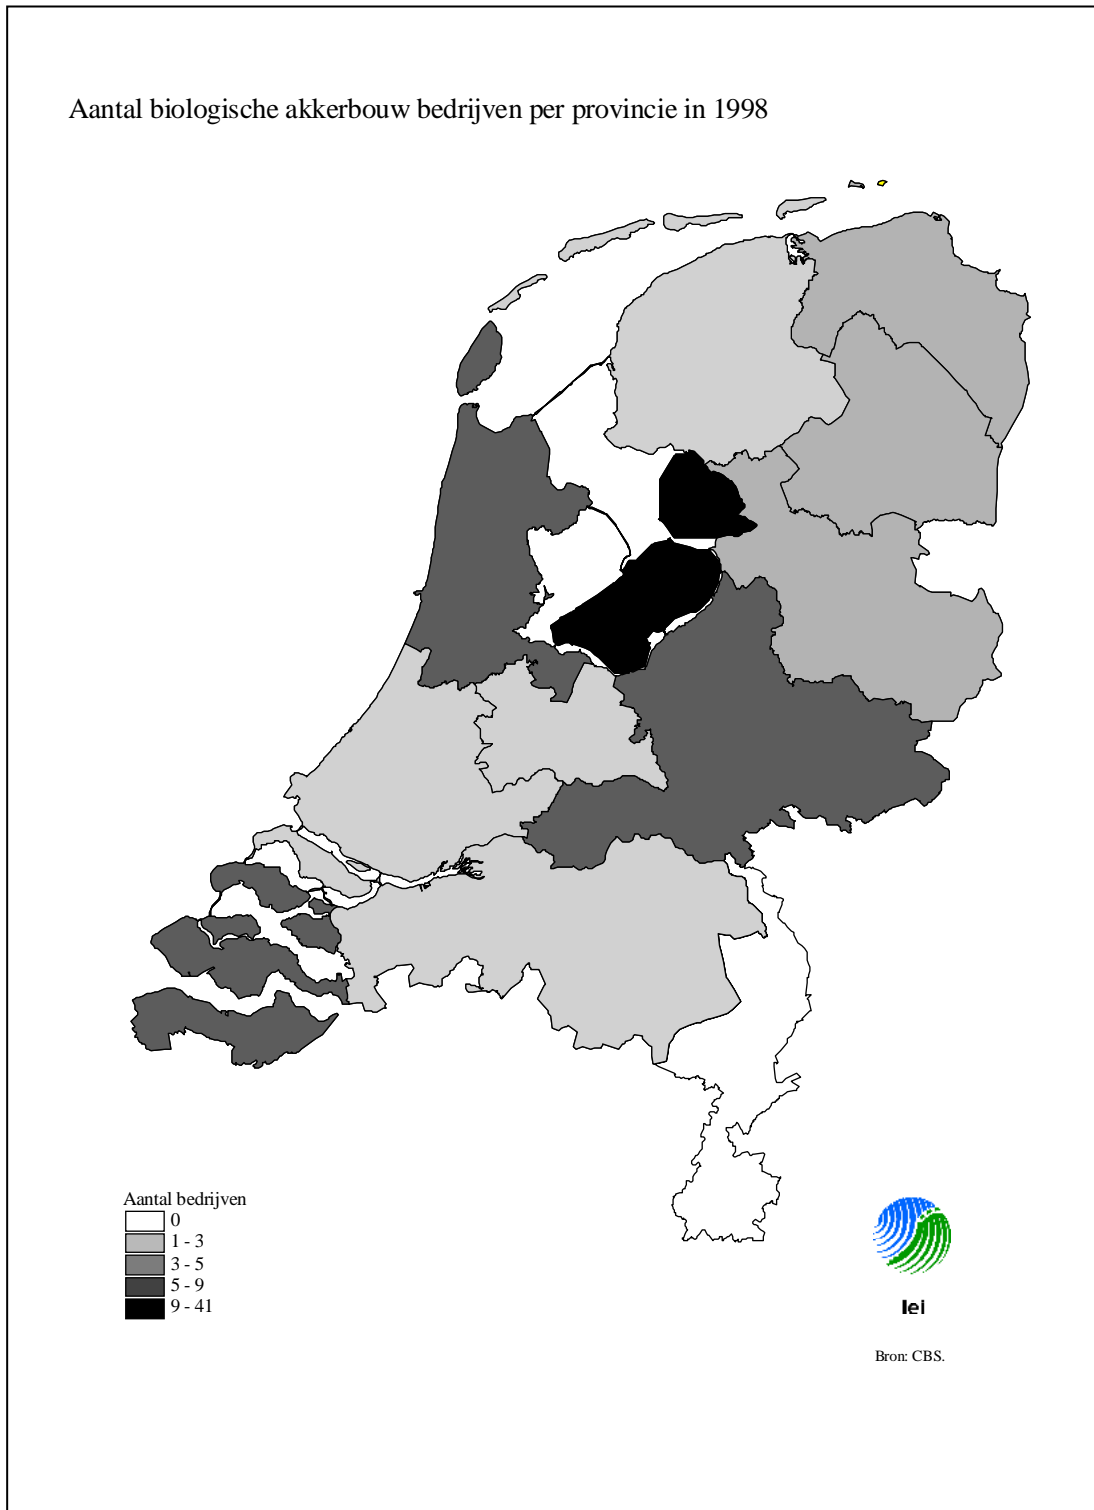 Aantal biologische akkerbouw bedrijven per provincie in 1998
Aantal bedrijven
0
1 - 3
3 - 5
5 - 9
9 - 41
lei
Bron: CBS.